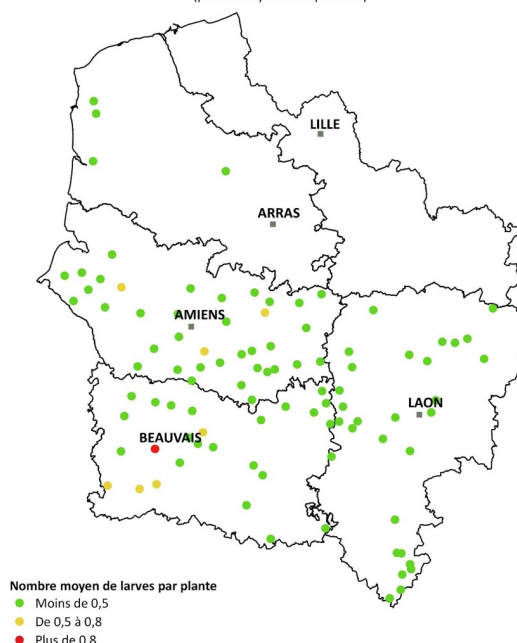 LILLE
ARRAS
AMIENS
LAON
BEAUVAIS
Nombre moyen de larves par plante
Moins de 0,5
De 0,5 à 0,8
Plus de 0,8